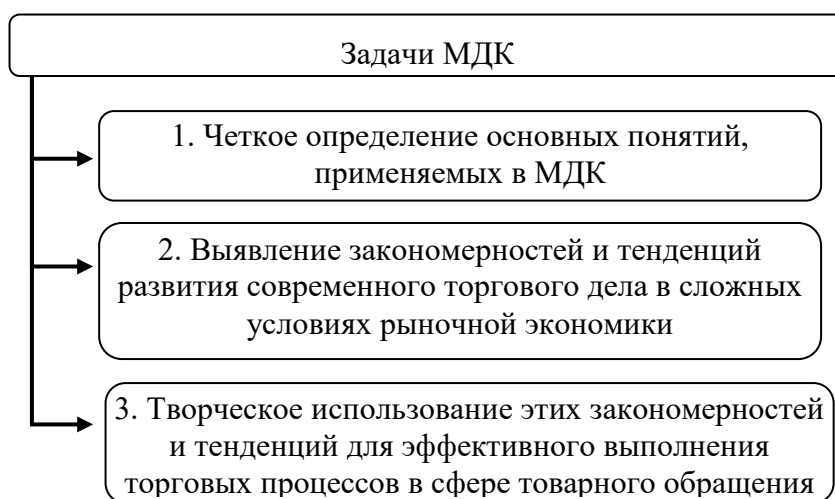 Задачи МДК
1. Четкое определение основных понятий,
применяемых в МДК
2. Выявление закономерностей и тенденций
развития современного торгового дела в сложных
условиях рыночной экономики
3. Творческое использование этих закономерностей
и тенденций для эффективного выполнения
торговых процессов в сфере товарного обращения